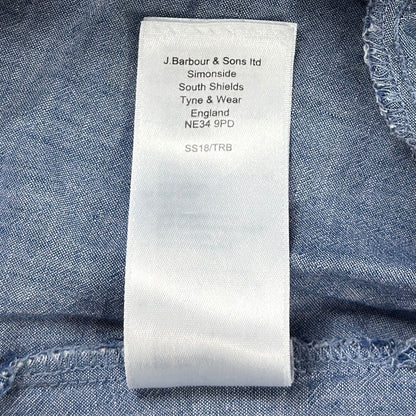 J.Barbour & Sons ltd
Simonside
South Shields
Tyne & Wear
England
NE34 9PD
SS18/TRB